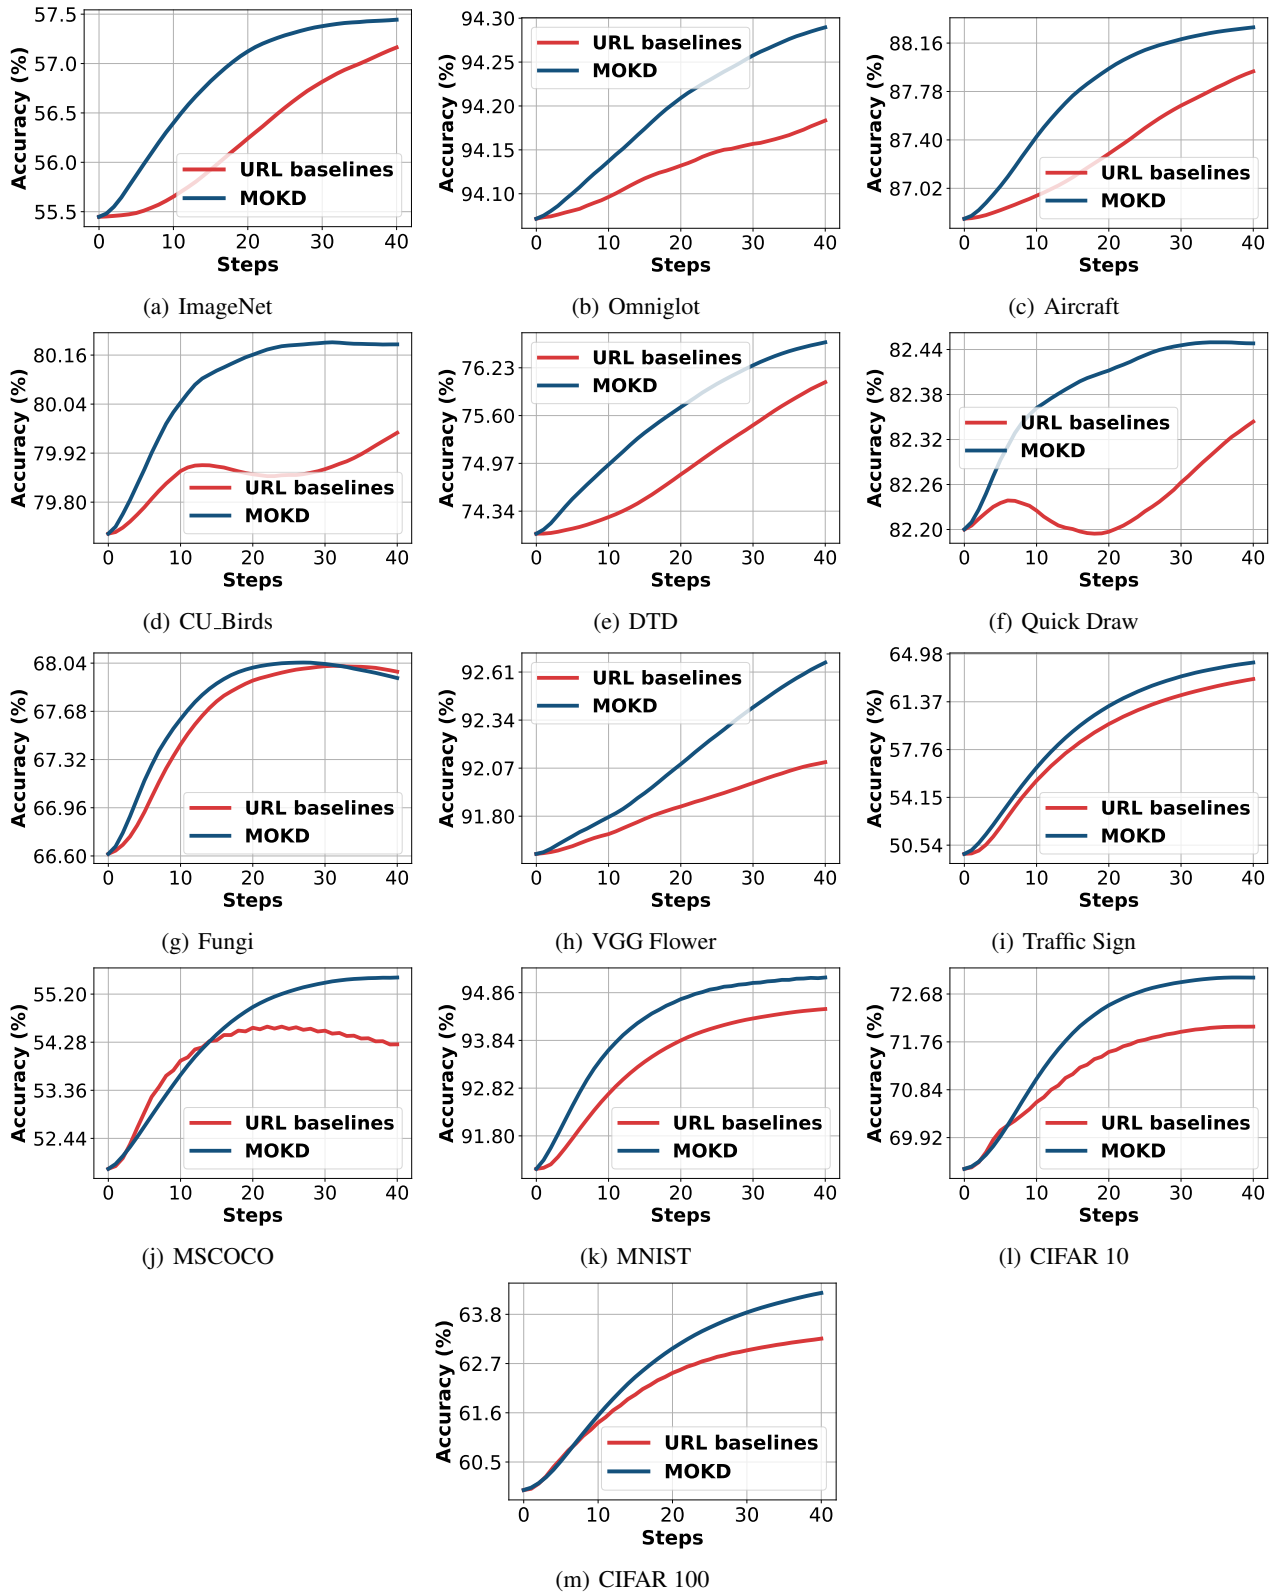 57.5
57.0
56.5
56.0
55.5
Accuracy (%)
URL baselines
MOKD
0 10 20 30 40
Steps
(a) ImageNet
94.30
94.25
94.20
94.15
94.10
Accuracy (%)
URL baselines
MOKD
0 10 20 30 40
Steps
(b) Omniglot
88.16
87.78
87.40
87.02
Accuracy (%)
URL baselines
MOKD
0 10 20 30 40
Steps
(c) Aircraft
80.16
80.04
79.92
79.80
Accuracy (%)
URL baselines
MOKD
0 10 20 30 40
Steps
(d) CU_Birds
76.23
75.60
74.97
74.34
Accuracy (%)
URL baselines
MOKD
0 10 20 30 40
Steps
(e) DTD
82.44
82.38
82.32
82.26
82.20
Accuracy (%)
URL baselines
MOKD
0 10 20 30 40
Steps
(f) Quick Draw
68.04
67.68
67.32
66.96
66.60
Accuracy (%)
URL baselines
MOKD
0 10 20 30 40
Steps
(g) Fungi
92.61
92.34
92.07
91.80
Accuracy (%)
URL baselines
MOKD
0 10 20 30 40
Steps
(h) VGG Flower
64.98
61.37
57.76
54.15
50.54
Accuracy (%)
URL baselines
MOKD
0 10 20 30 40
Steps
(i) Traffic Sign
55.20
54.28
53.36
52.44
Accuracy (%)
URL baselines
MOKD
0 10 20 30 40
Steps
(j) MSCOCO
94.86
93.84
92.82
91.80
Accuracy (%)
URL baselines
MOKD
0 10 20 30 40
Steps
(k) MNIST
72.68
71.76
70.84
69.92
Accuracy (%)
URL baselines
MOKD
0 10 20 30 40
Steps
(l) CIFAR 10
63.8
62.7
61.6
60.5
Accuracy (%)
URL baselines
MOKD
0 10 20 30 40
Steps
(m) CIFAR 100